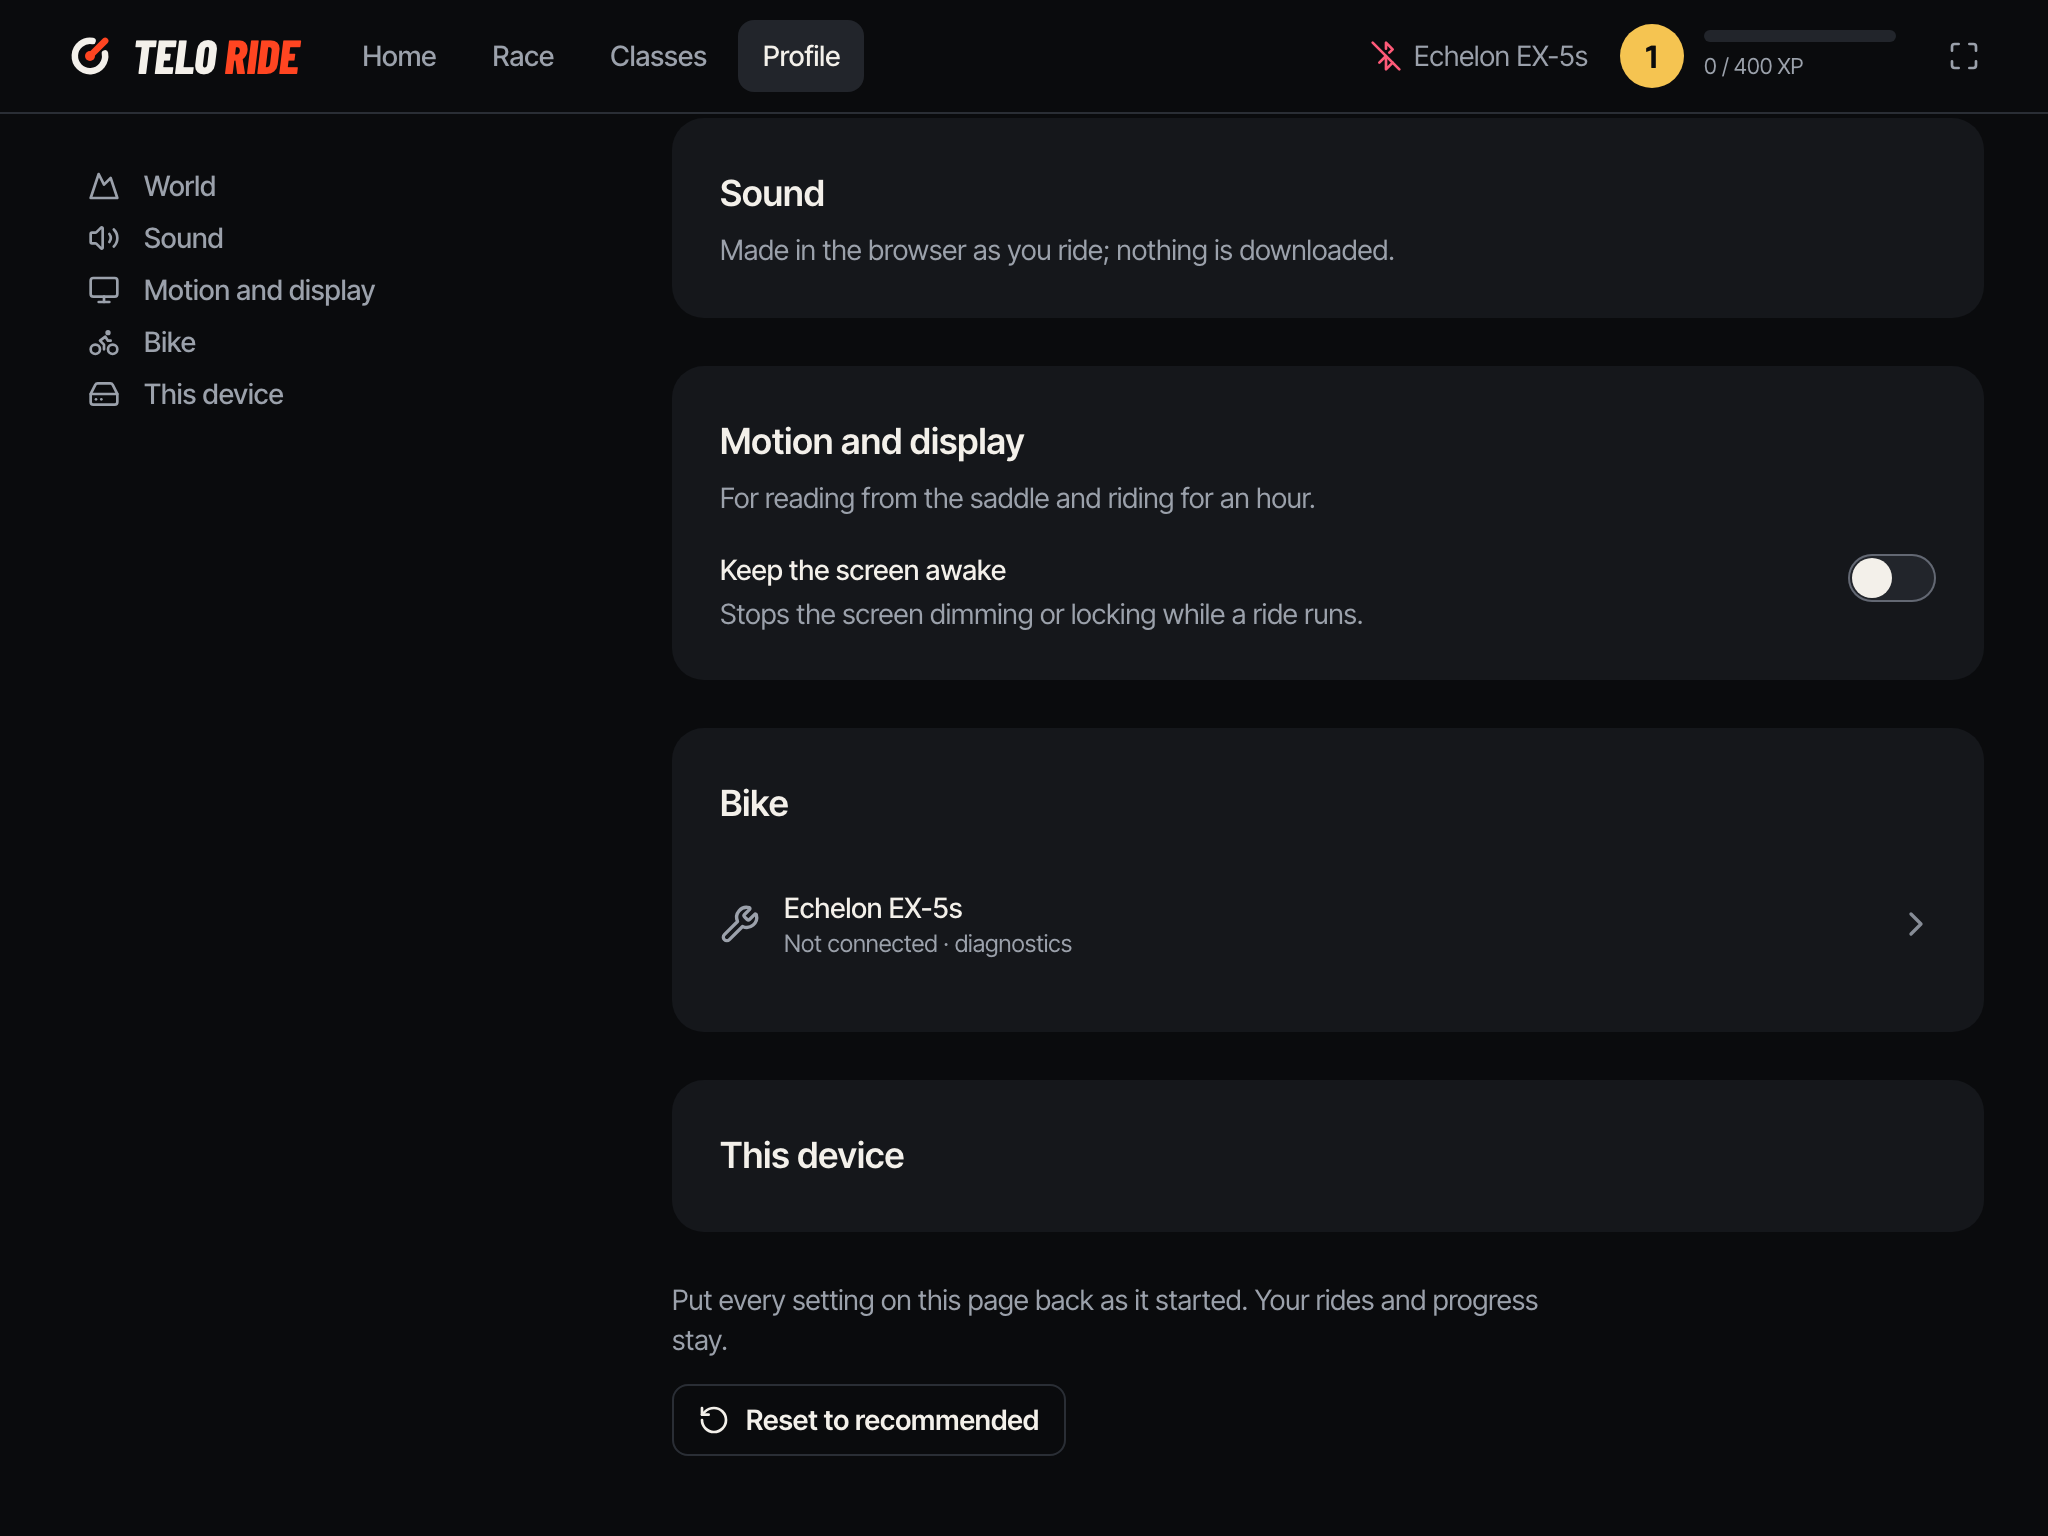 TELO RIDE
Home
Race
Classes
Profile
Echelon EX-5s
1
0 / 400 XP
World
Sound
Motion and display
Bike
This device
Sound
Made in the browser as you ride; nothing is downloaded.
Motion and display
For reading from the saddle and riding for an hour.
Keep the screen awake
Stops the screen dimming or locking while a ride runs.
Bike
Echelon EX-5s
Not connected · diagnostics
This device
Put every setting on this page back as it started. Your rides and progress
stay.
Reset to recommended